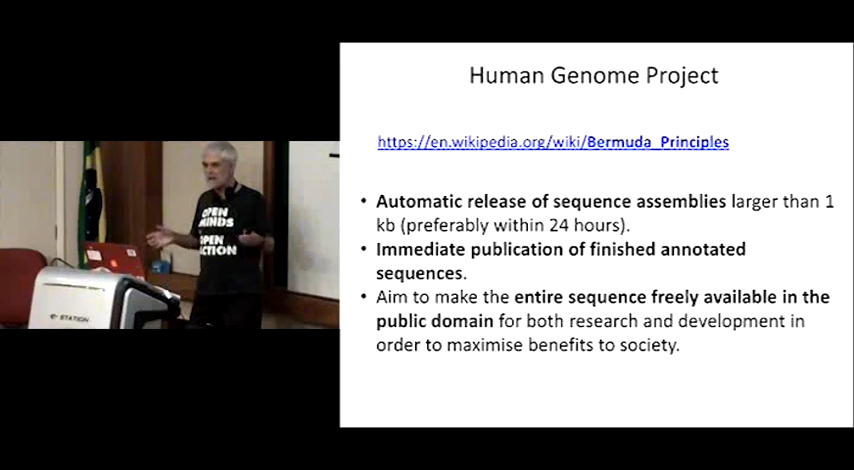 Human Genome Project
https://en.wikipedia.org/wiki/Bermuda_Principles
• Automatic release of sequence assemblies larger than 1
kb (preferably within 24 hours).
• Immediate publication of finished annotated
sequences.
• Aim to make the entire sequence freely available in the
public domain for both research and development in
order to maximise benefits to society.
OPEN
MINDS
OPEN
ACTION
STATION